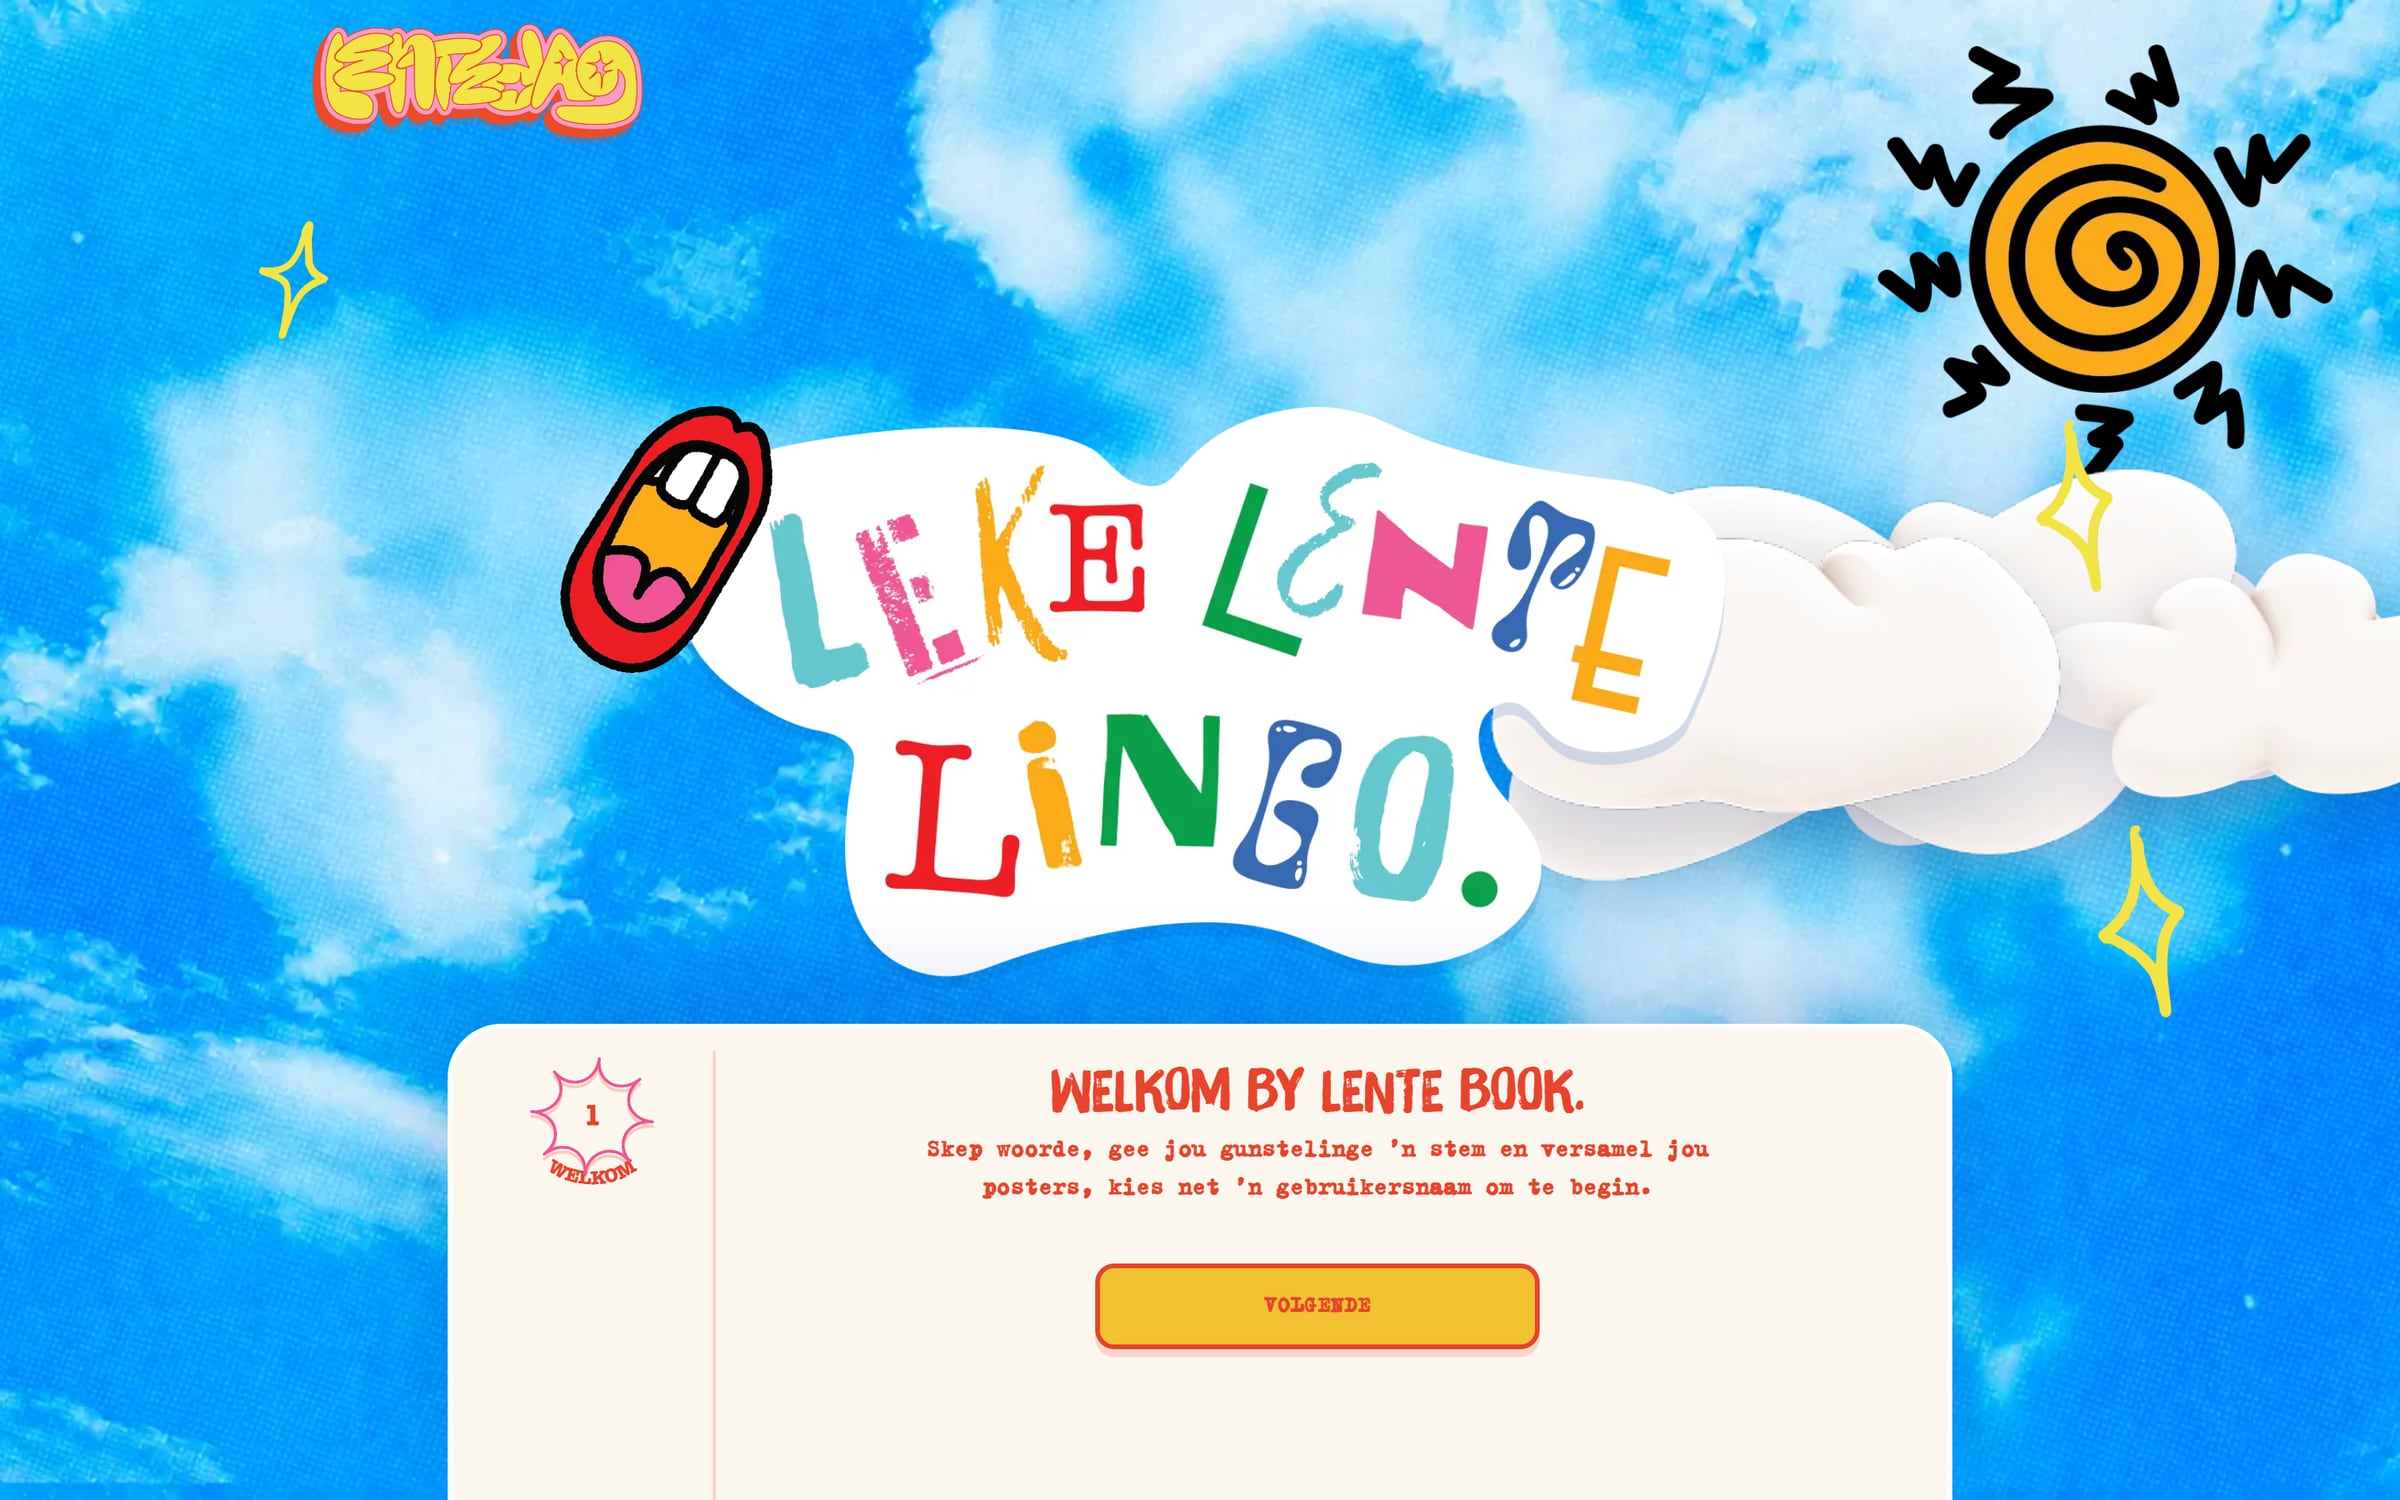 LENTEDAG
LEKE LENTE
LiNGO.
1
WELKOM
WELKOM BY LENTE BOOK.
Skep woorde, gee jou gunstelinge 'n stem en versamel jou
posters, kies net 'n gebruikersnaam om te begin.
VOLGENDE